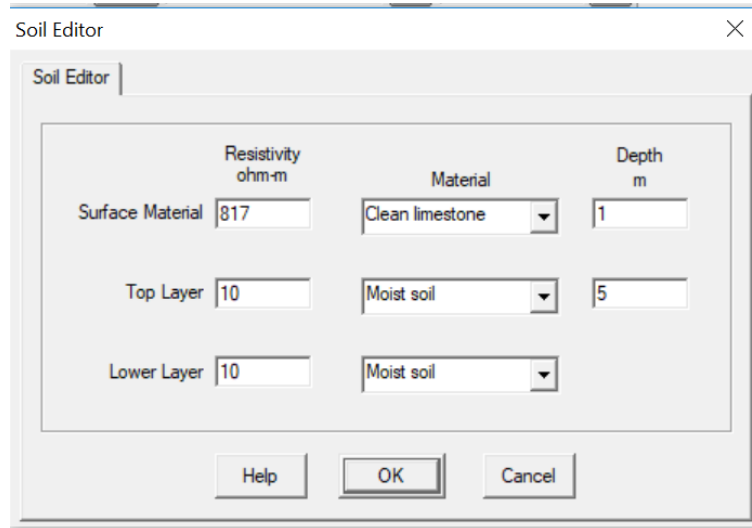 Soil Editor
Soil Editor
Resistivity
ohm-m
Material
Depth
m
Surface Material 817 Clean limestone 1
Top Layer 10 Moist soil 5
Lower Layer 10 Moist soil
Help OK Cancel